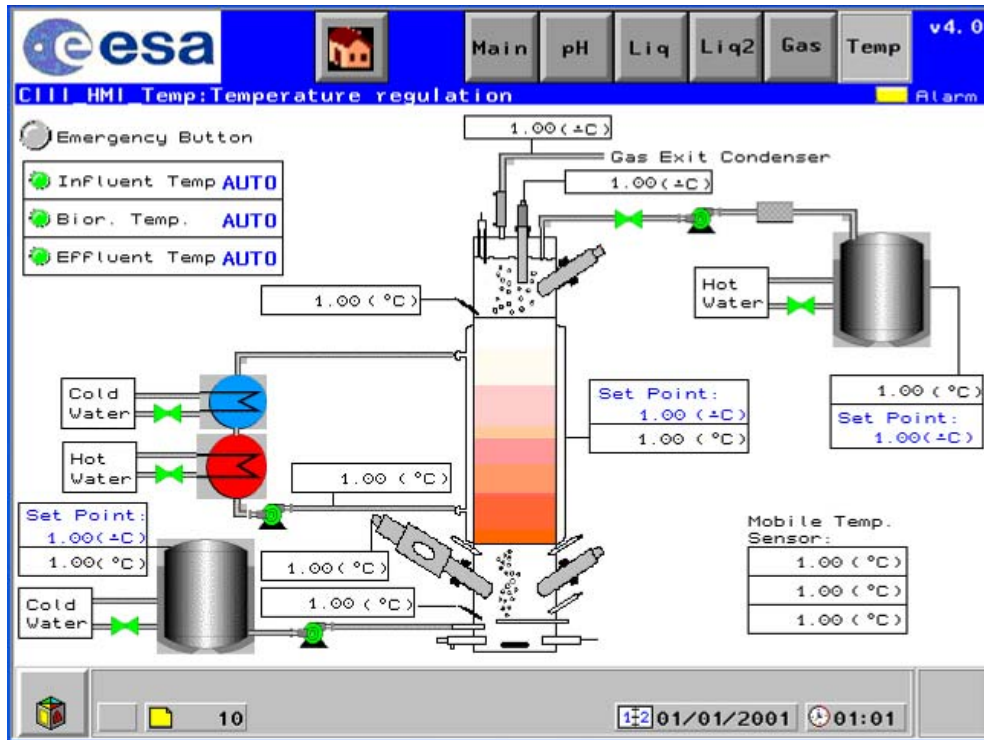 esa
Main
pH
Liq
Liq2
Gas
Temp
v4.0
CIII_HMI_Temp:Temperature regulation
Alarm
Emergency Button
1.00(±C)
Gas Exit Condenser
Influent Temp AUTO
1.00(±C)
Bior. Temp. AUTO
Effluent Temp AUTO
Hot
Water
1.00(°C)
Cold
Water
Set Point:
1.00(±C)
1.00(°C)
1.00(°C)
Set Point:
1.00(±C)
Hot
Water
1.00(°C)
Set Point:
1.00(±C)
1.00(°C)
Mobile Temp.
Sensor:
1.00(°C)
1.00(°C)
1.00(°C)
1.00(°C)
Cold
Water
1.00(°C)
10
1±2 01/01/2001
01:01